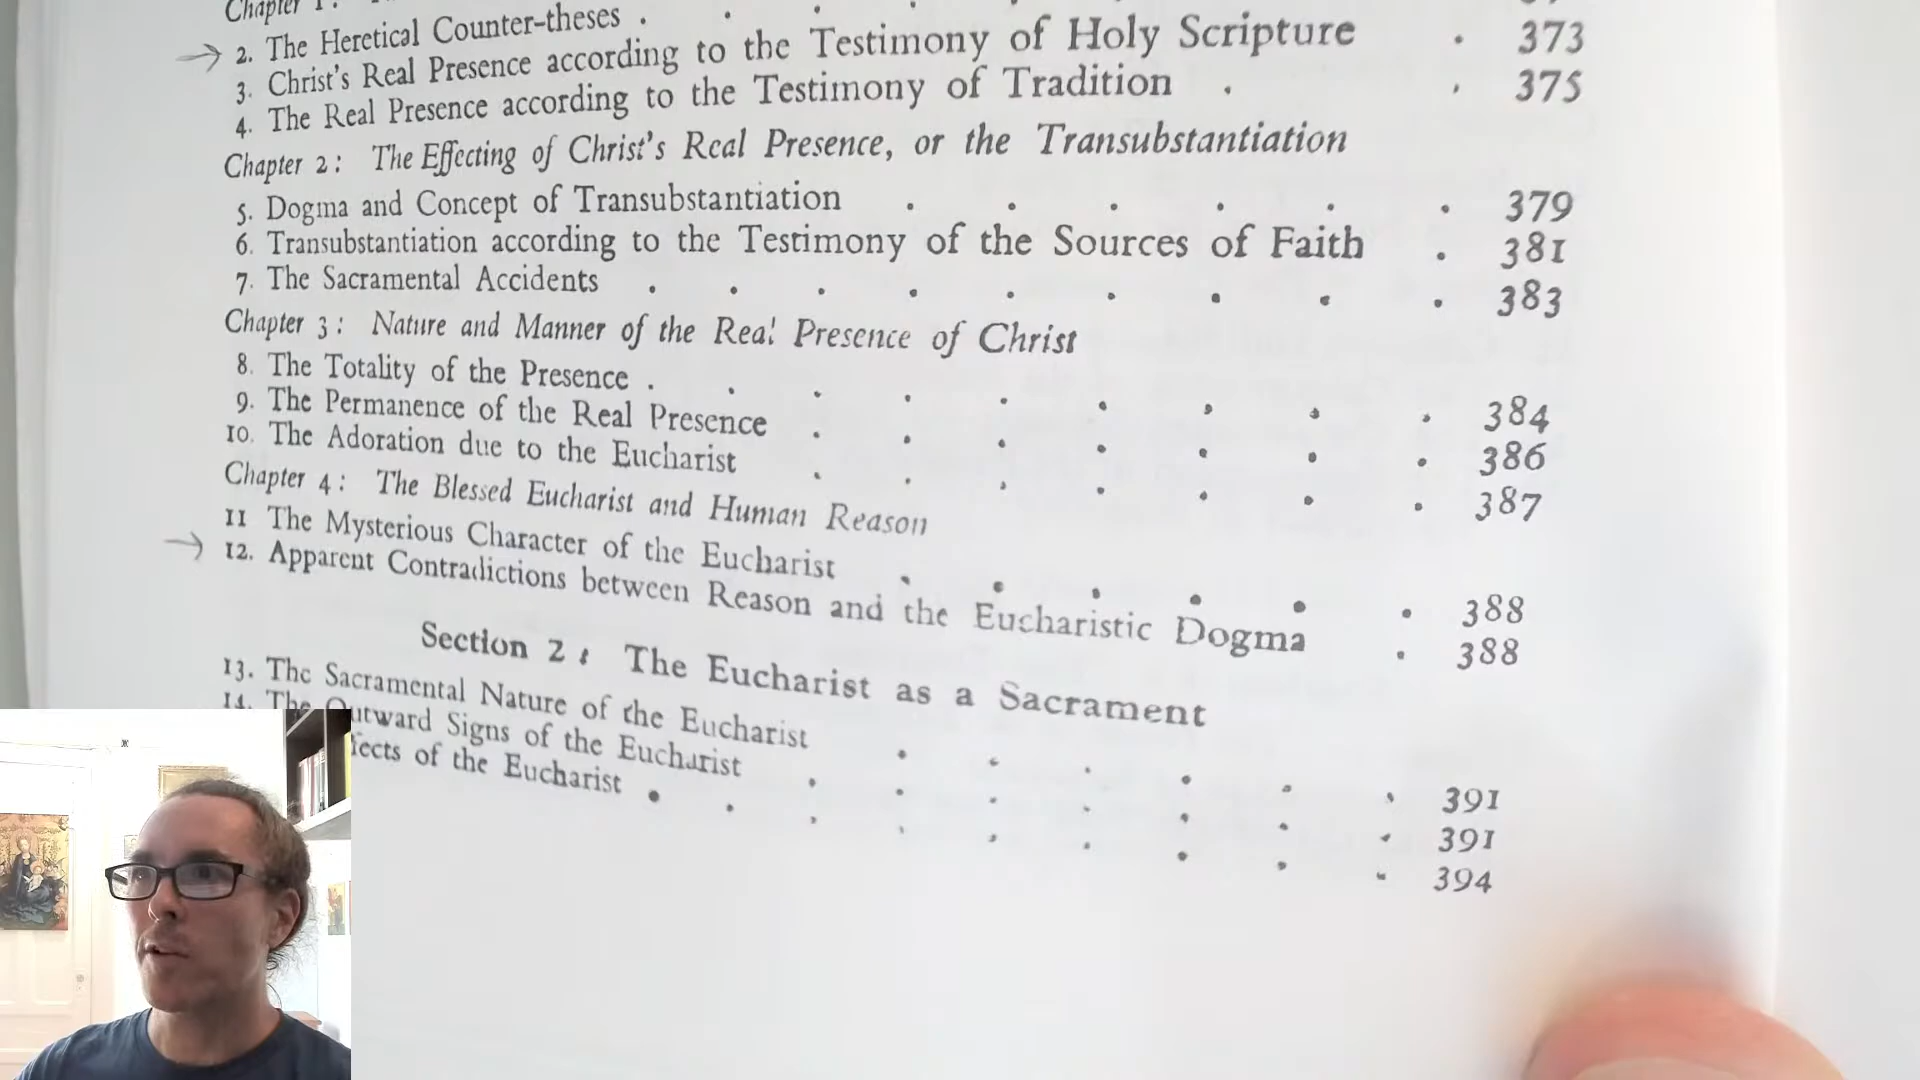 Chapter 1:
2. The Heretical Counter-theses .
3. Christ's Real Presence according to the Testimony of Holy Scripture . 373
4. The Real Presence according to the Testimony of Tradition . . 375
Chapter 2: The Effecting of Christ's Real Presence, or the Transubstantiation
5. Dogma and Concept of Transubstantiation . . . . . . 379
6. Transubstantiation according to the Testimony of the Sources of Faith . 381
7. The Sacramental Accidents . . . . . . . . . 383
Chapter 3: Nature and Manner of the Real Presence of Christ
8. The Totality of the Presence . . . . . . . . . 384
9. The Permanence of the Real Presence . . . . . . . 386
10. The Adoration due to the Eucharist . . . . . . . 387
Chapter 4: The Blessed Eucharist and Human Reason
11 The Mysterious Character of the Eucharist . . . . . . 388
12. Apparent Contradictions between Reason and the Eucharistic Dogma . 388
Section 2: The Eucharist as a Sacrament
13. The Sacramental Nature of the Eucharist . . . . . . 391
14. The Outward Signs of the Eucharist . . . . . . . 391
fects of the Eucharist . . . . . . . . . 394